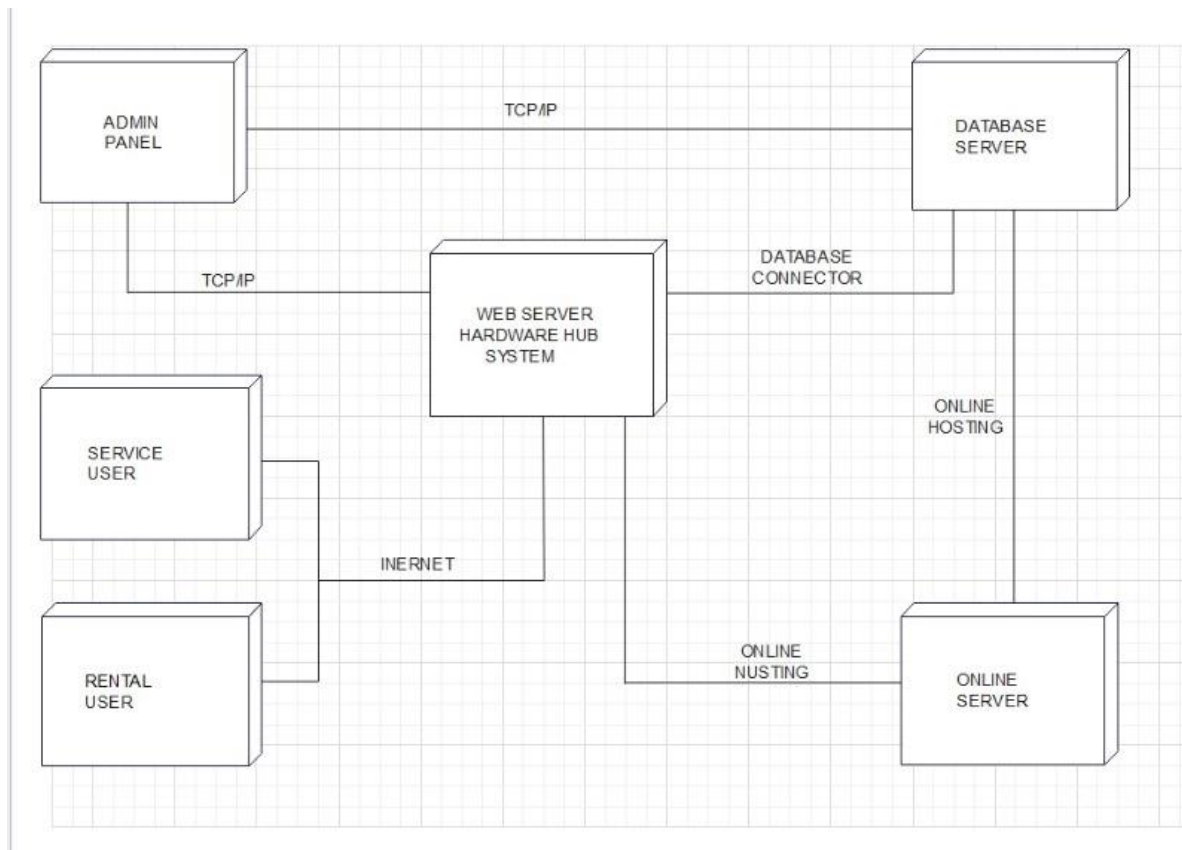 ADMIN
PANEL
TCP/IP
DATABASE
SERVER
TCP/IP
WEB SERVER
HARDWARE HUB
SYSTEM
DATABASE
CONNECTOR
SERVICE
USER
ONLINE
HOSTING
INERNET
RENTAL
USER
ONLINE
NUSTING
ONLINE
SERVER